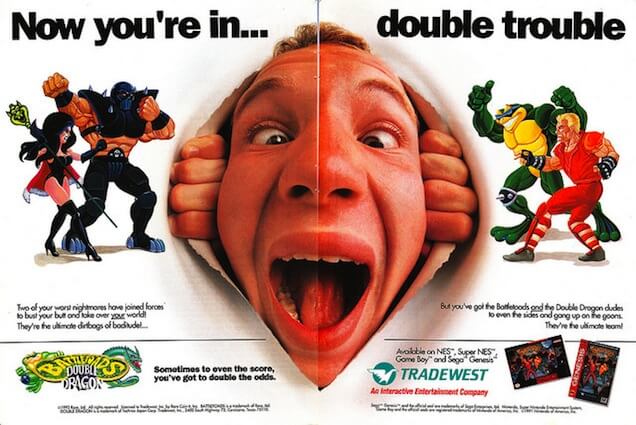 Now you're in...
double trouble
Two of your worst nightmares have joined forces
to bust your butt and take over your world!
They're the ultimate dirtbags of baditude!...
But you've got the Battletoads and the Double Dragon dudes
to even the sides and gang up on the goons.
They're the ultimate team!
BATTLETOADS
DOUBLE
DRAGON
Sometimes to even the score,
you've got to double the odds.
Available on NES™, Super NES™
Game Boy™ and Sega™ Genesis™
TRADEWEST
An Interactive Entertainment Company
GENESIS